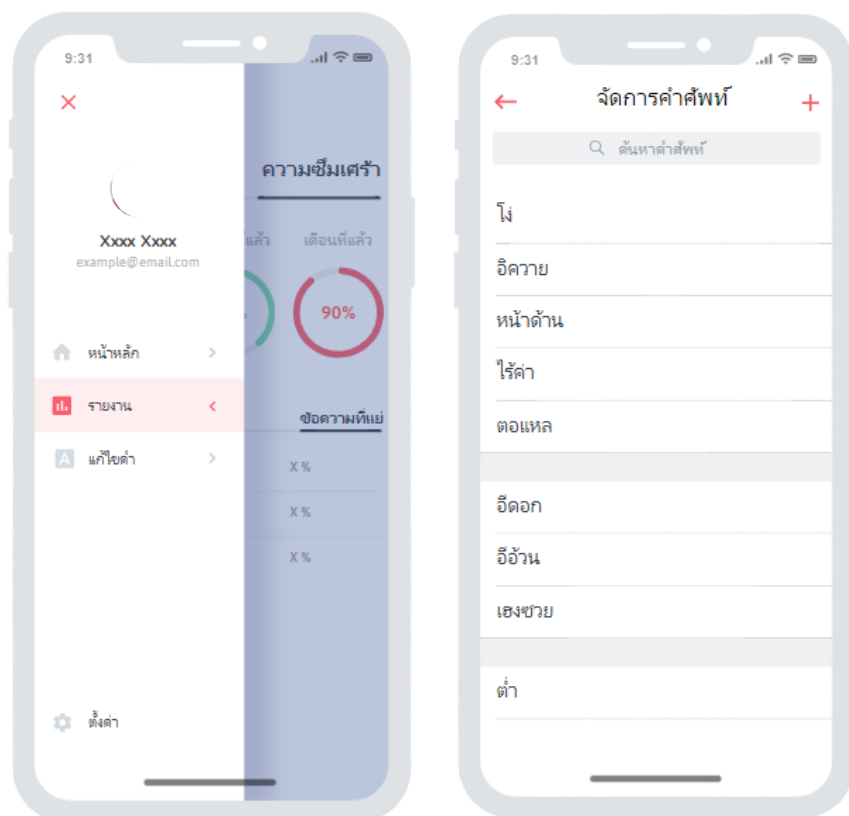 9:31
ความซึมเศร้า
Xxxx Xxxx
example@email.com
แล้ว
เดือนที่แล้ว
90%
หน้าหลัก
รายงาน
ข้อความที่แย่
แก้ไขคำ
X %
X %
X %
ตั้งค่า
9:31
จัดการคำศัพท์
ค้นหาคำศัพท์
โง่
อิควาย
หน้าด้าน
ไร้ค่า
ตอแหล
อีดอก
อีอ้วน
เฮงซวย
ต่ำ